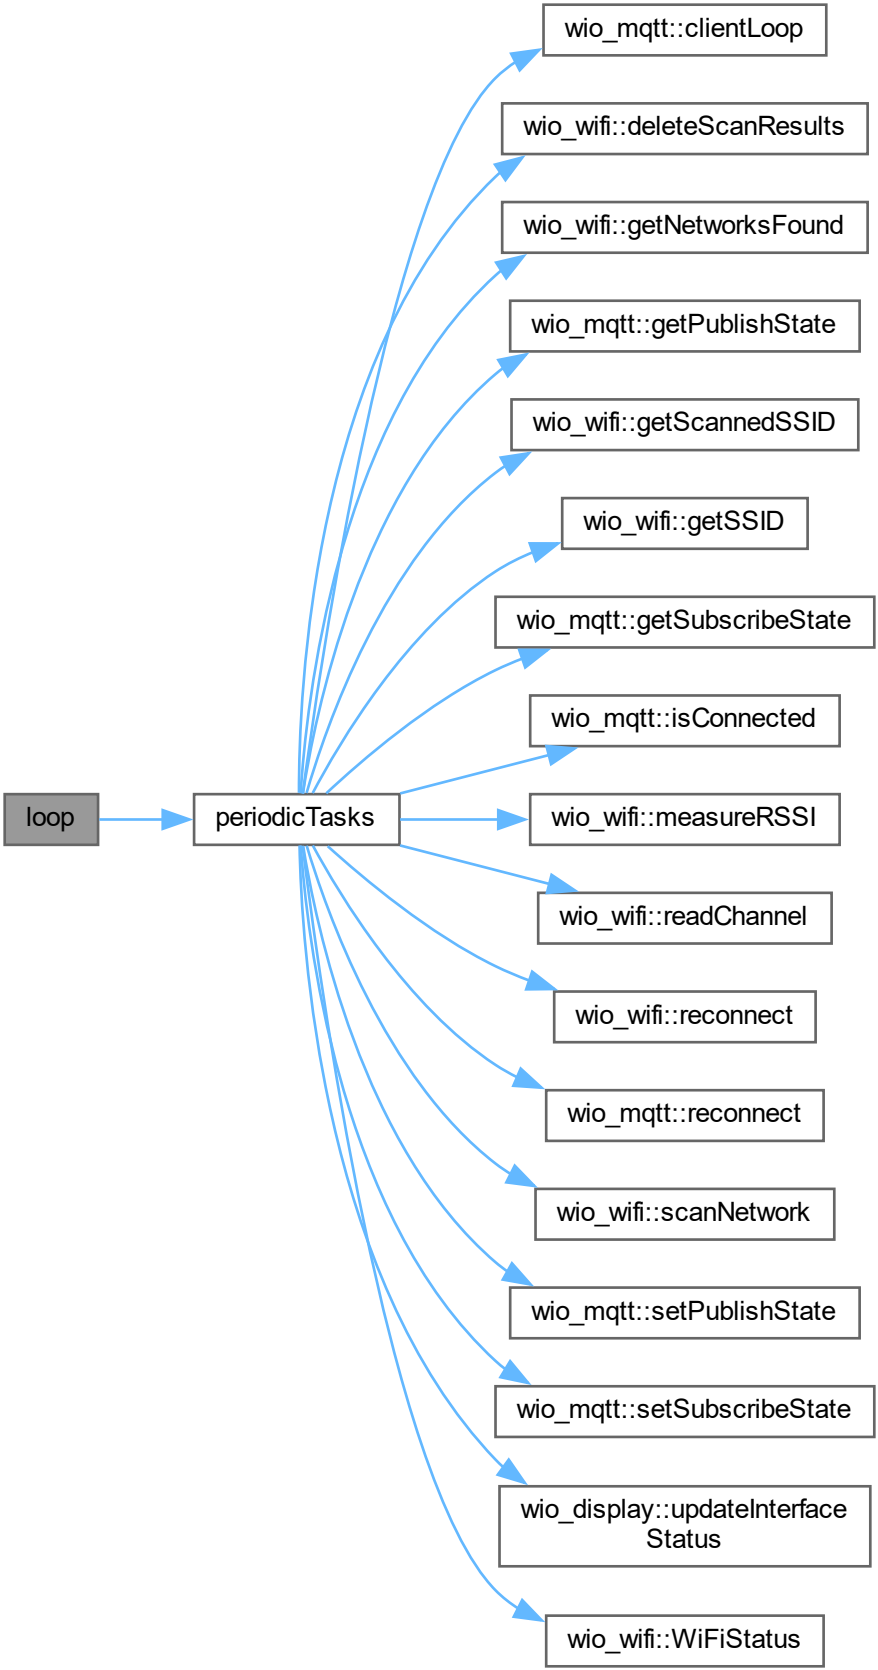 wio_mqtt::clientLoop
wio_wifi::deleteScanResults
wio_wifi::getNetworksFound
wio_mqtt::getPublishState
wio_wifi::getScannedSSID
wio_wifi::getSSID
wio_mqtt::getSubscribeState
wio_mqtt::isConnected
loop
periodicTasks
wio_wifi::measureRSSI
wio_wifi::readChannel
wio_wifi::reconnect
wio_mqtt::reconnect
wio_wifi::scanNetwork
wio_mqtt::setPublishState
wio_mqtt::setSubscribeState
wio_display::updateInterface
Status
wio_wifi::WiFiStatus